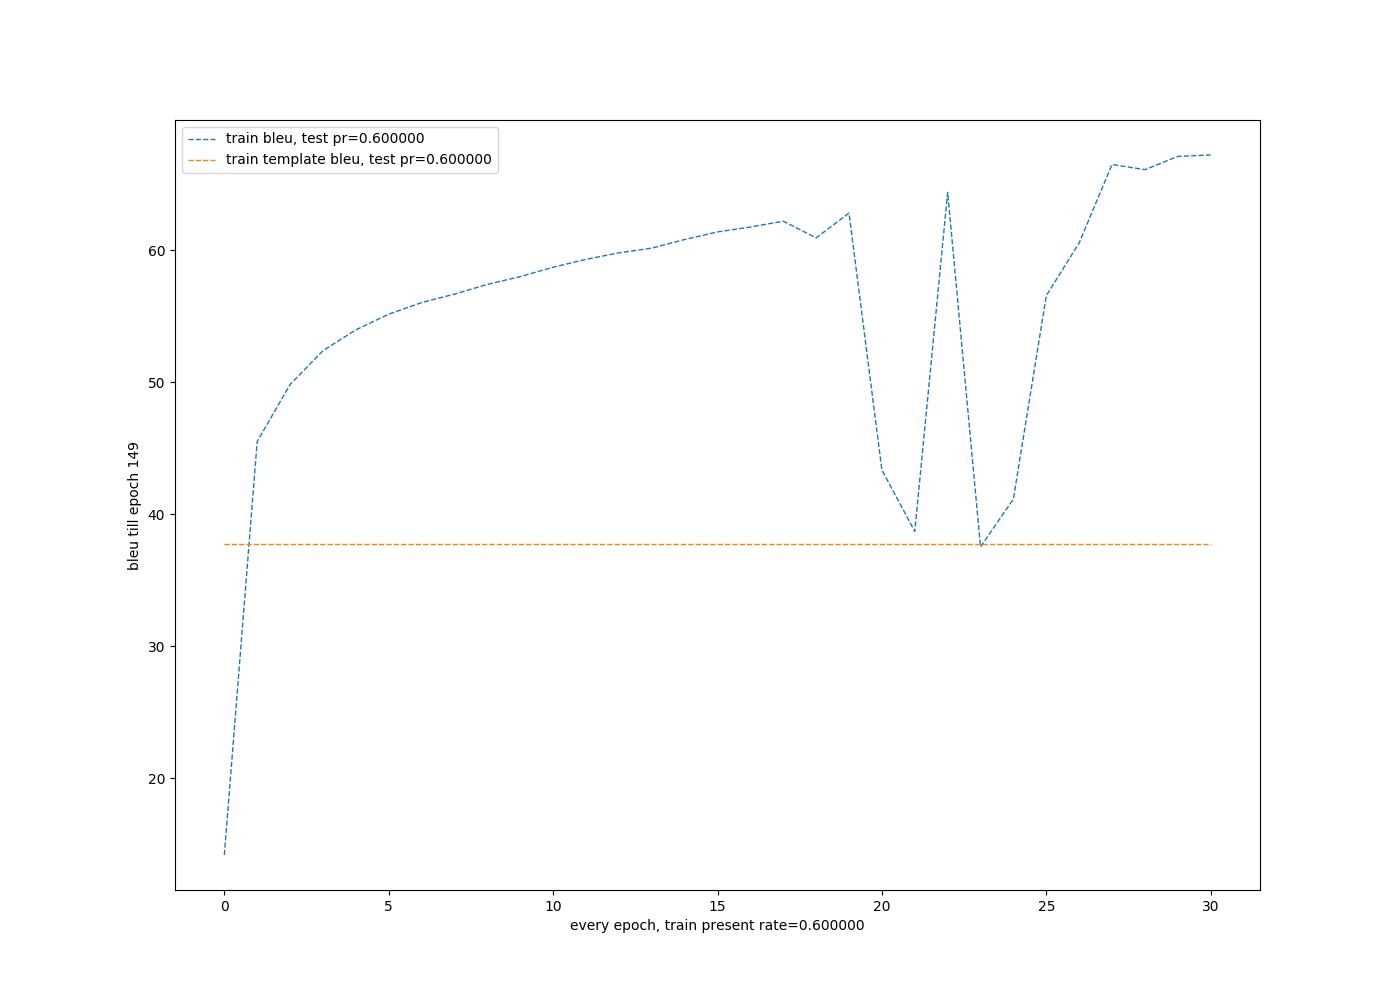 train bleu, test pr=0.600000
train template bleu, test pr=0.600000
60
50
40
30
20
bleu till epoch 149
0 5 10 15 20 25 30
every epoch, train present rate=0.600000